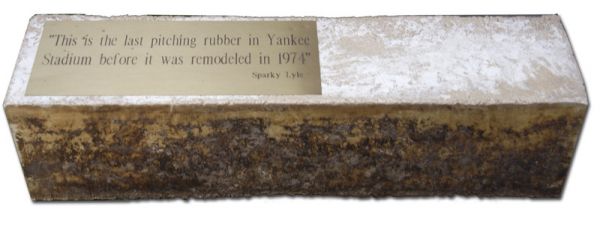 "This is the last pitching rubber in Yankee
Stadium before it was remodeled in 1974"
Sparky Lyle